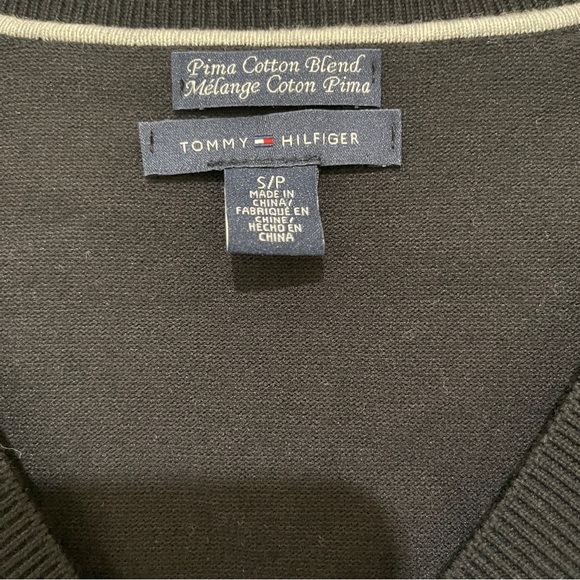 Pima Cotton Blend
Mélange Coton Pima
TOMMY HILFIGER
S/P
MADE IN
CHINA/
FABRIQUÉ EN
CHINE/
HECHO EN
CHINA